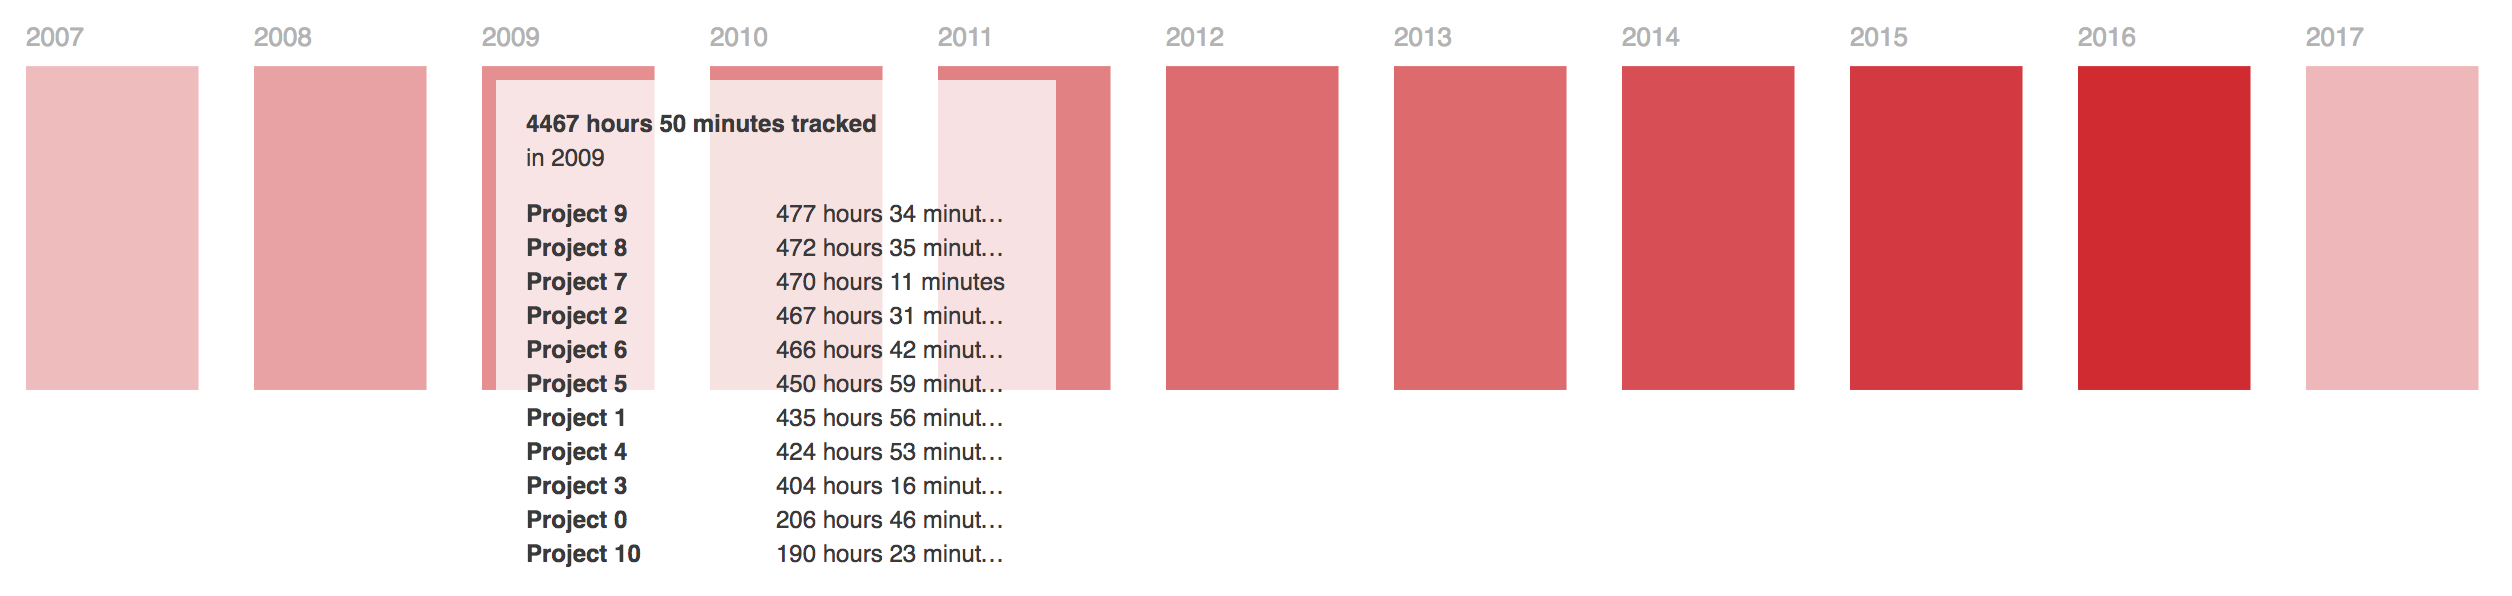 2007 2008 2009 2010 2011 2012 2013 2014 2015 2016 2017
4467 hours 50 minutes tracked
in 2009
Project 9 477 hours 34 minut…
Project 8 472 hours 35 minut…
Project 7 470 hours 11 minutes
Project 2 467 hours 31 minut…
Project 6 466 hours 42 minut…
Project 5 450 hours 59 minut…
Project 1 435 hours 56 minut…
Project 4 424 hours 53 minut…
Project 3 404 hours 16 minut…
Project 0 206 hours 46 minut…
Project 10 190 hours 23 minut…